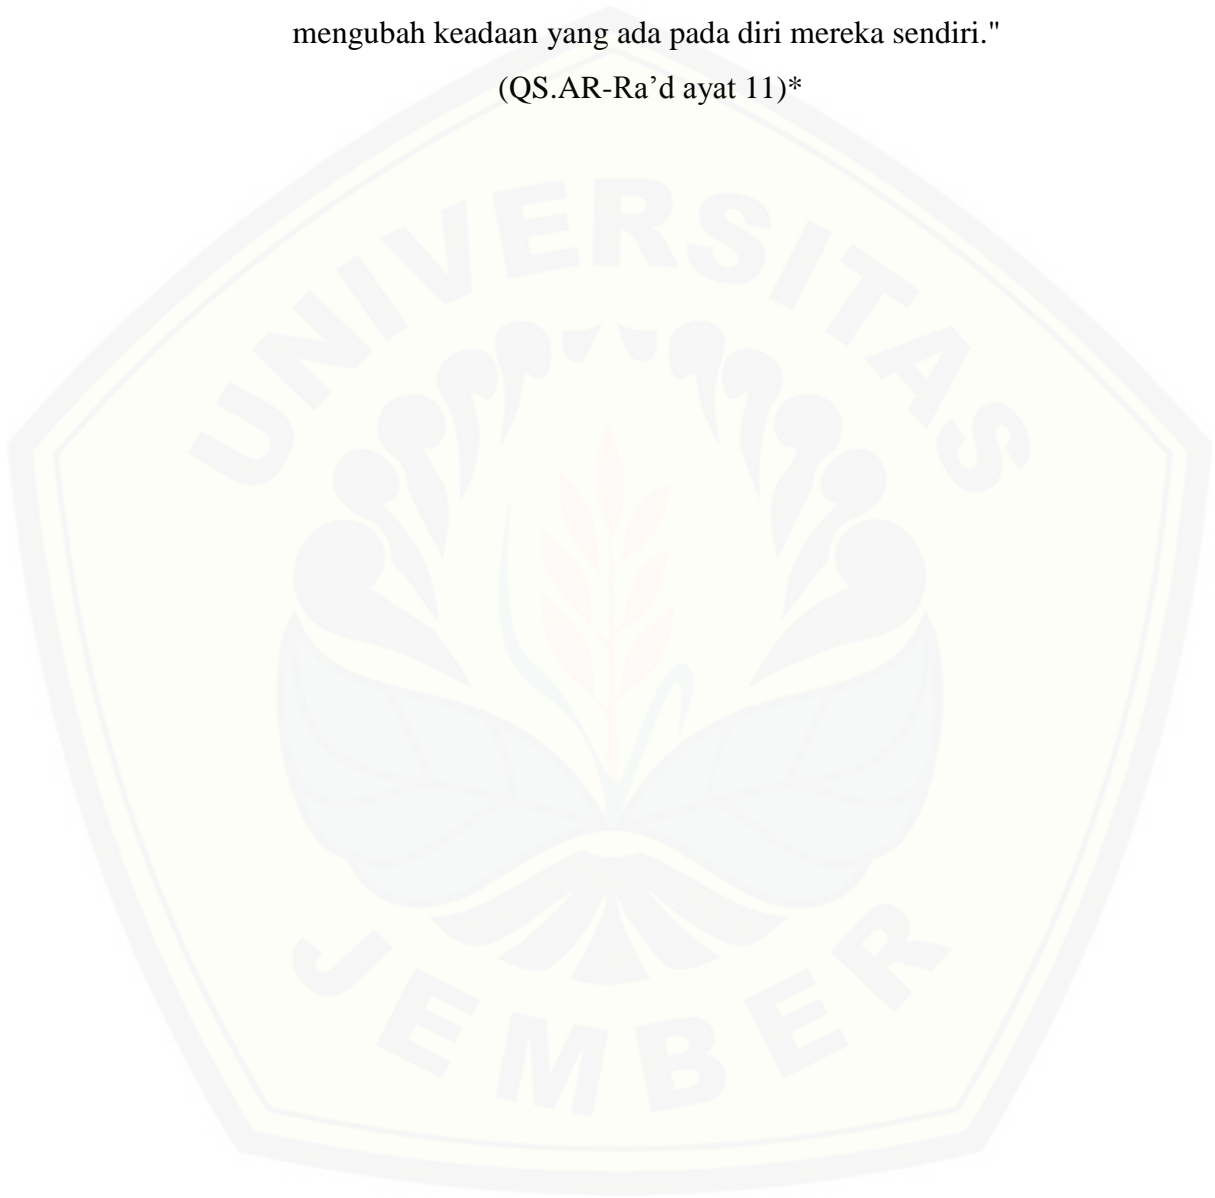 mengubah keadaan yang ada pada diri mereka sendiri."
(QS.AR-Ra’d ayat 11)*
UNIVERSITAS
JEMBER